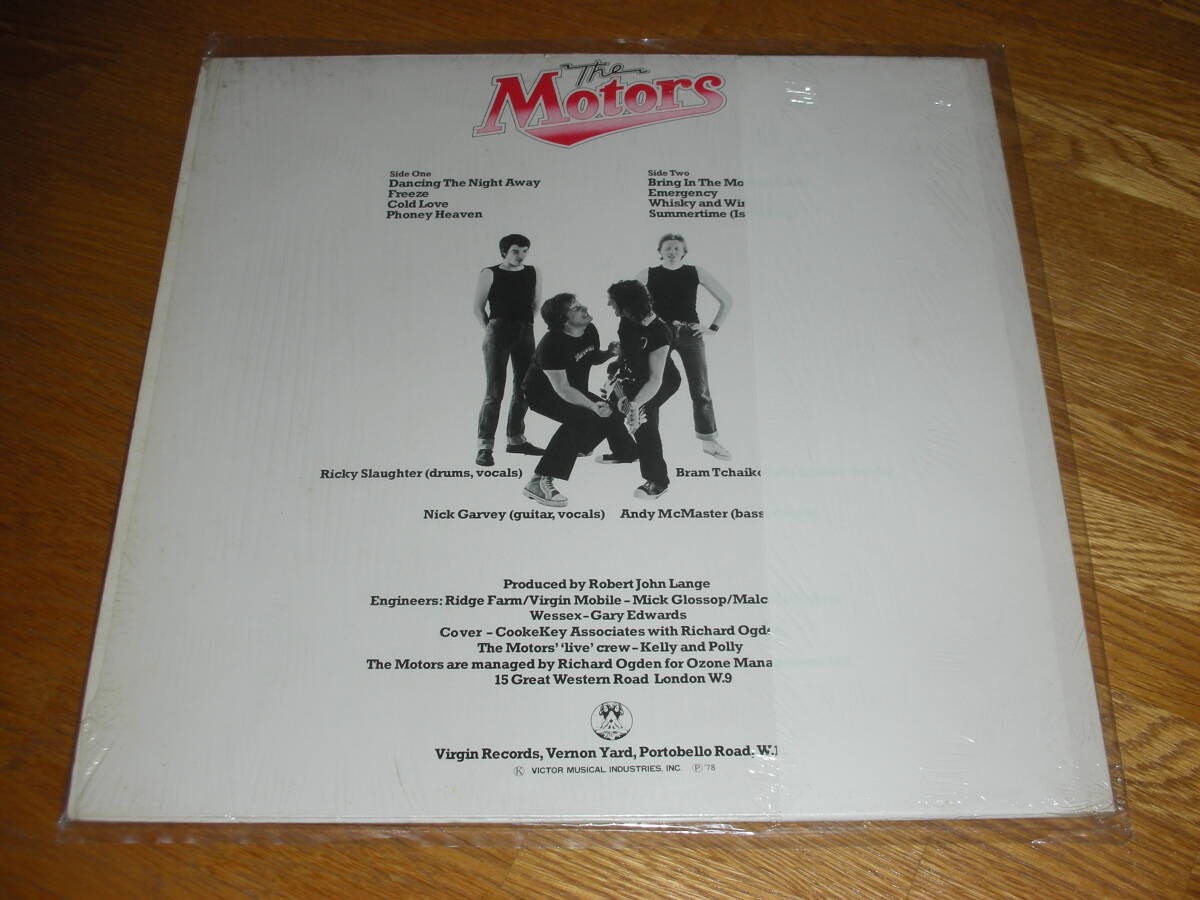 The
Motors
Side One
Dancing The Night Away
Freeze
Cold Love
Phoney Heaven
Side Two
Bring In The Mo
Emergency
Whisky and Wi
Summertime (Is
Ricky Slaughter (drums, vocals)
Bram Tchaik
Nick Garvey (guitar, vocals)
Andy McMaster (bass
Produced by Robert John Lange
Engineers: Ridge Farm/Virgin Mobile – Mick Glossop/Malc
Wessex – Gary Edwards
Cover – CookeKey Associates with Richard Ogd
The Motors' 'live' crew – Kelly and Polly
The Motors are managed by Richard Ogden for Ozone Mana
15 Great Western Road London W.9
Virgin Records, Vernon Yard, Portobello Road, W.1
Ⓚ VICTOR MUSICAL INDUSTRIES, INC. Ⓟ '78